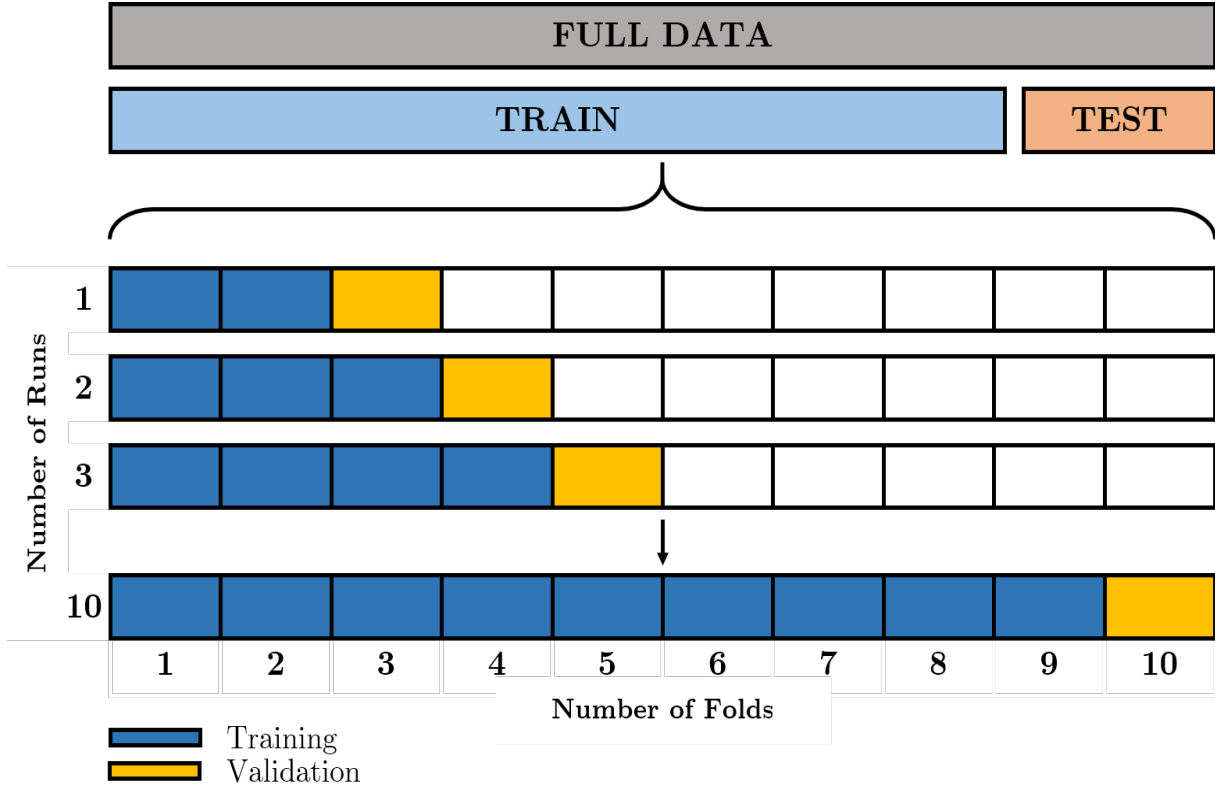 FULL DATA
TRAIN
TEST
Number of Runs
1
2
3
10
1 2 3 4 5 6 7 8 9 10
Number of Folds
Training
Validation